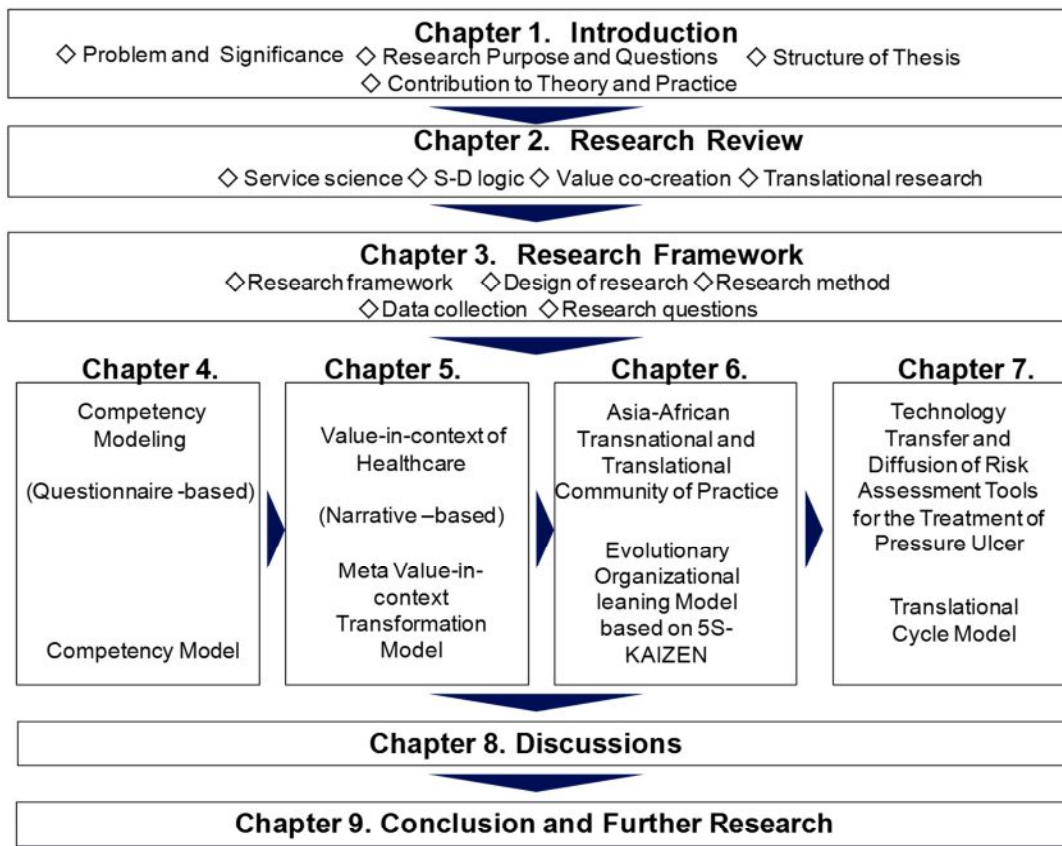 Chapter 1. Introduction
◇ Problem and Significance ◇ Research Purpose and Questions ◇ Structure of Thesis
◇ Contribution to Theory and Practice
Chapter 2. Research Review
◇ Service science ◇ S-D logic ◇ Value co-creation ◇ Translational research
Chapter 3. Research Framework
◇Research framework ◇Design of research ◇Research method
◇Data collection ◇Research questions
Chapter 4.
Competency
Modeling
(Questionnaire -based)
Competency Model
Chapter 5.
Value-in-context of
Healthcare
(Narrative –based)
Meta Value-in-
context
Transformation
Model
Chapter 6.
Asia-African
Transnational and
Translational
Community of Practice
Evolutionary
Organizational
leaning Model
based on 5S-
KAIZEN
Chapter 7.
Technology
Transfer and
Diffusion of Risk
Assessment Tools
for the Treatment of
Pressure Ulcer
Translational
Cycle Model
Chapter 8. Discussions
Chapter 9. Conclusion and Further Research